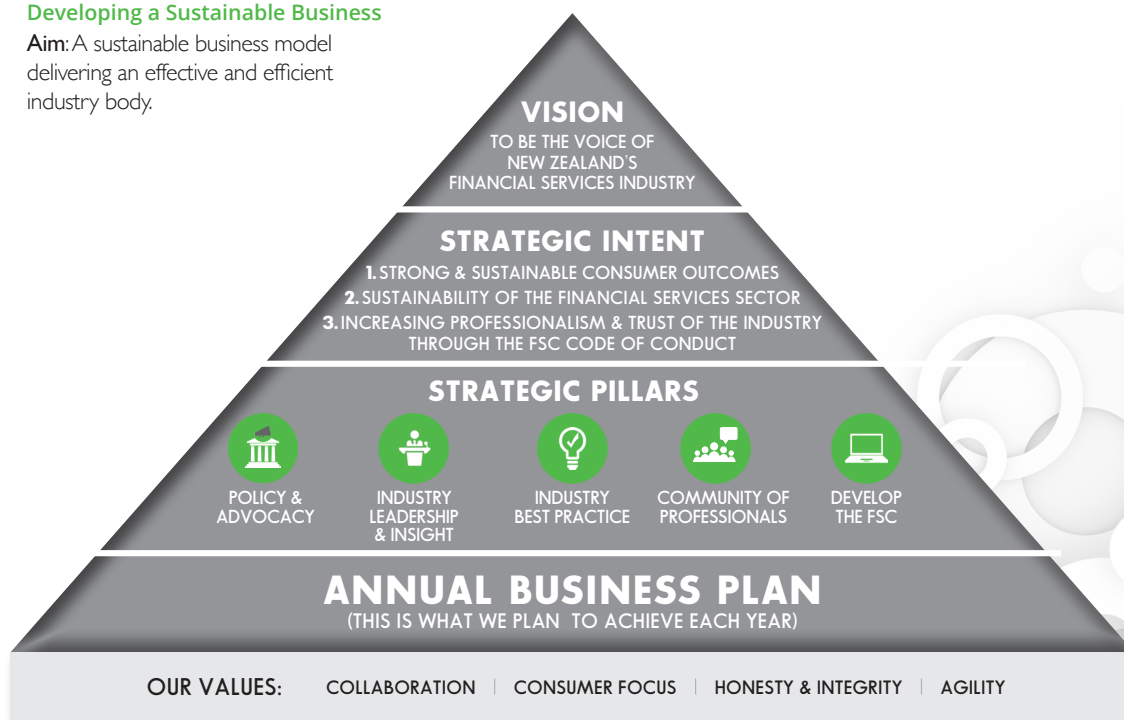 Developing a Sustainable Business
Aim: A sustainable business model
delivering an effective and efficient
industry body.
VISION
TO BE THE VOICE OF
NEW ZEALAND'S
FINANCIAL SERVICES INDUSTRY
STRATEGIC INTENT
1. STRONG & SUSTAINABLE CONSUMER OUTCOMES
2. SUSTAINABILITY OF THE FINANCIAL SERVICES SECTOR
3. INCREASING PROFESSIONALISM & TRUST OF THE INDUSTRY
THROUGH THE FSC CODE OF CONDUCT
STRATEGIC PILLARS
POLICY &
ADVOCACY
INDUSTRY
LEADERSHIP
& INSIGHT
INDUSTRY
BEST PRACTICE
COMMUNITY OF
PROFESSIONALS
DEVELOP
THE FSC
ANNUAL BUSINESS PLAN
(THIS IS WHAT WE PLAN TO ACHIEVE EACH YEAR)
OUR VALUES: COLLABORATION | CONSUMER FOCUS | HONESTY & INTEGRITY | AGILITY